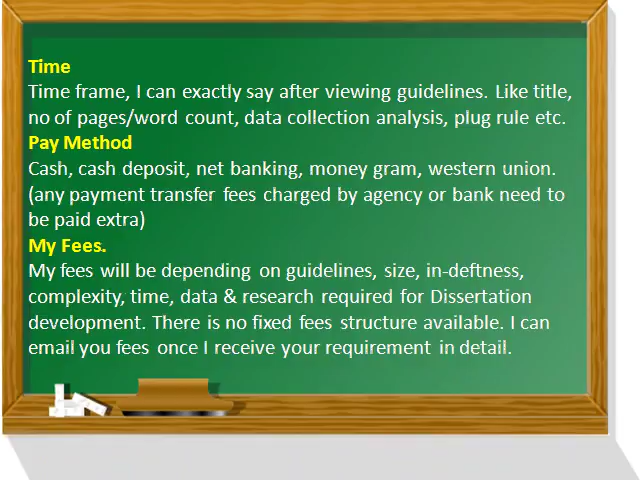 Time
Time frame, I can exactly say after viewing guidelines. Like title,
no of pages/word count, data collection analysis, plug rule etc.
Pay Method
Cash, cash deposit, net banking, money gram, western union.
(any payment transfer fees charged by agency or bank need to
be paid extra)
My Fees.
My fees will be depending on guidelines, size, in-deftness,
complexity, time, data & research required for Dissertation
development. There is no fixed fees structure available. I can
email you fees once I receive your requirement in detail.